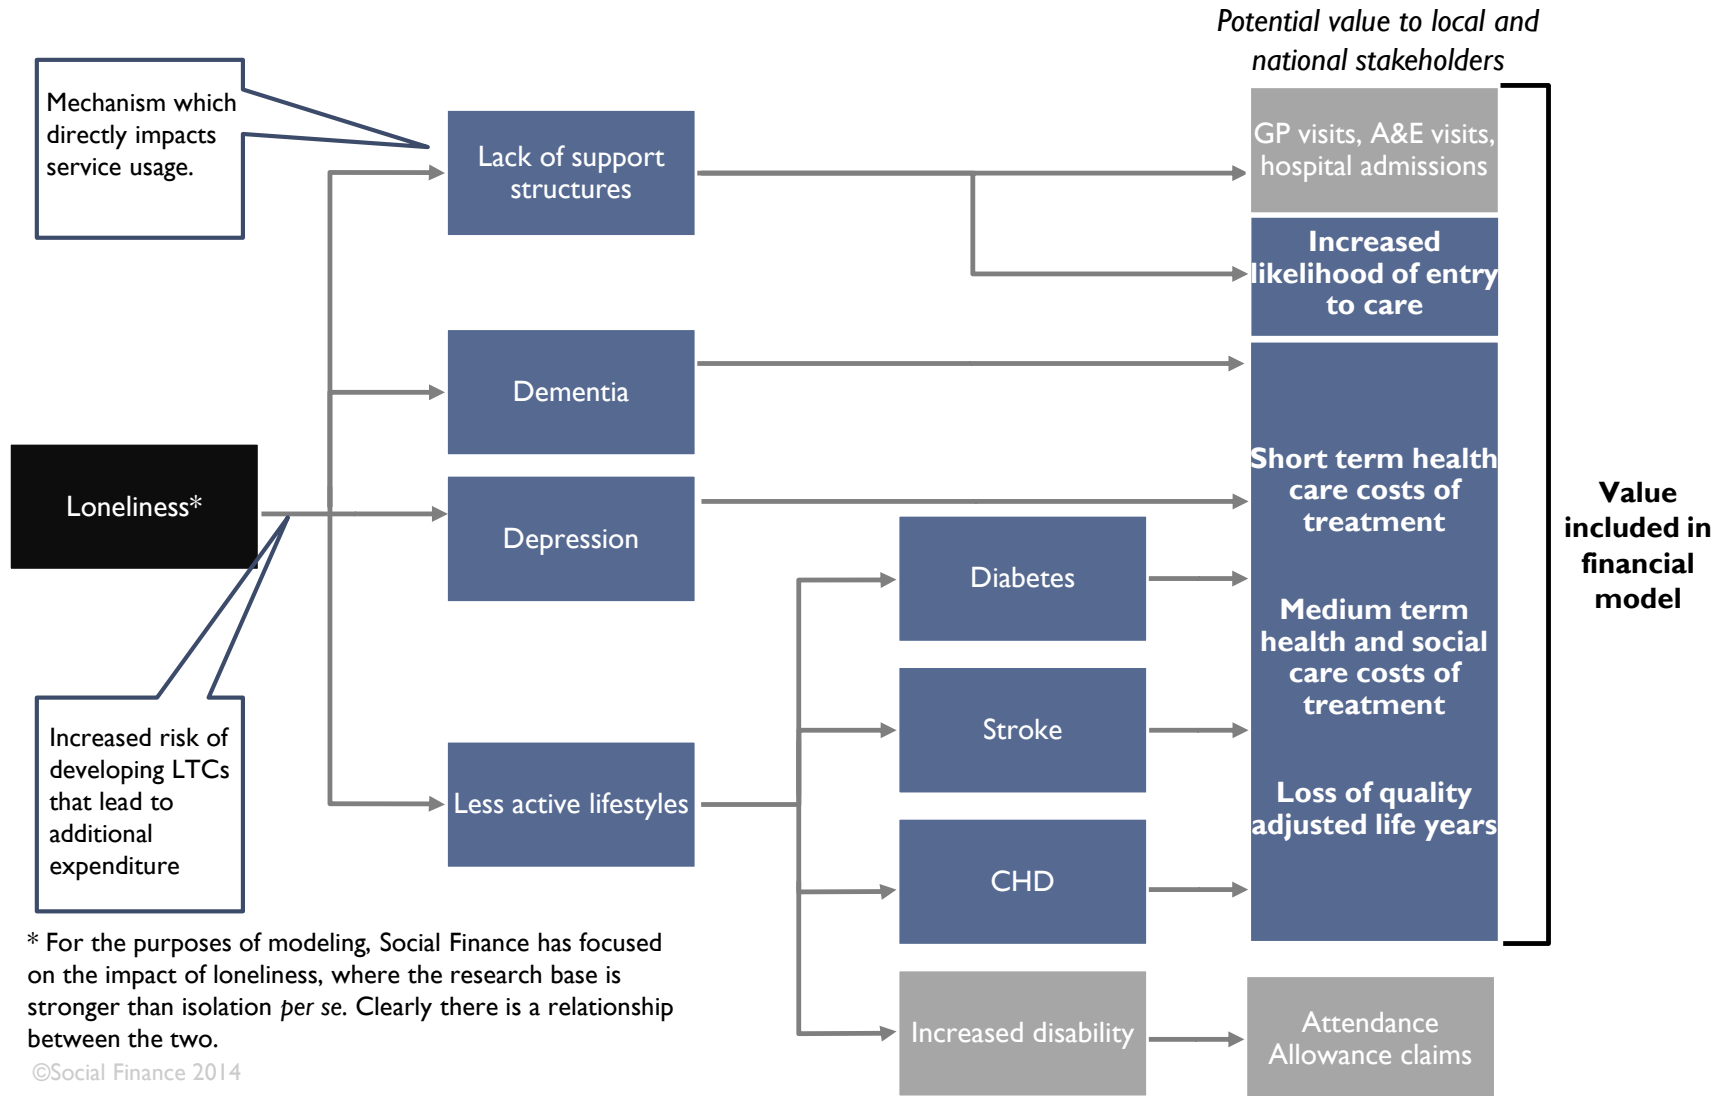 Potential value to local and
national stakeholders
Mechanism which
directly impacts
service usage.
Lack of support
structures
GP visits, A&E visits,
hospital admissions
Increased
likelihood of entry
to care
Dementia
Loneliness*
Depression
Short term health
care costs of
treatment
Medium term
health and social
care costs of
treatment
Loss of quality
adjusted life years
Value
included in
financial
model
Diabetes
Stroke
Increased risk of
developing LTCs
that lead to
additional
expenditure
Less active lifestyles
CHD
Increased disability
Attendance
Allowance claims
* For the purposes of modeling, Social Finance has focused
on the impact of loneliness, where the research base is
stronger than isolation per se. Clearly there is a relationship
between the two.
©Social Finance 2014